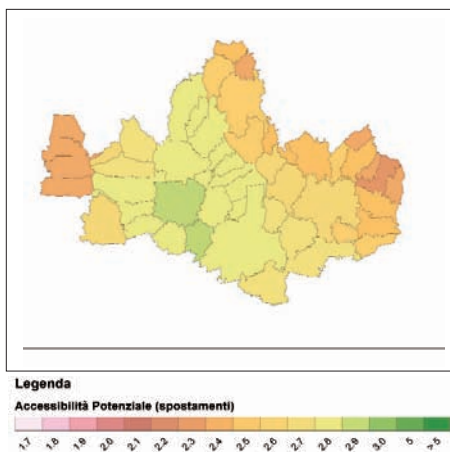 Legenda
Accessibilità Potenziale (spostamenti)
1.7 1.8 1.9 2.0 2.1 2.2 2.3 2.4 2.5 2.6 2.7 2.8 2.9 3.0 5 > 5